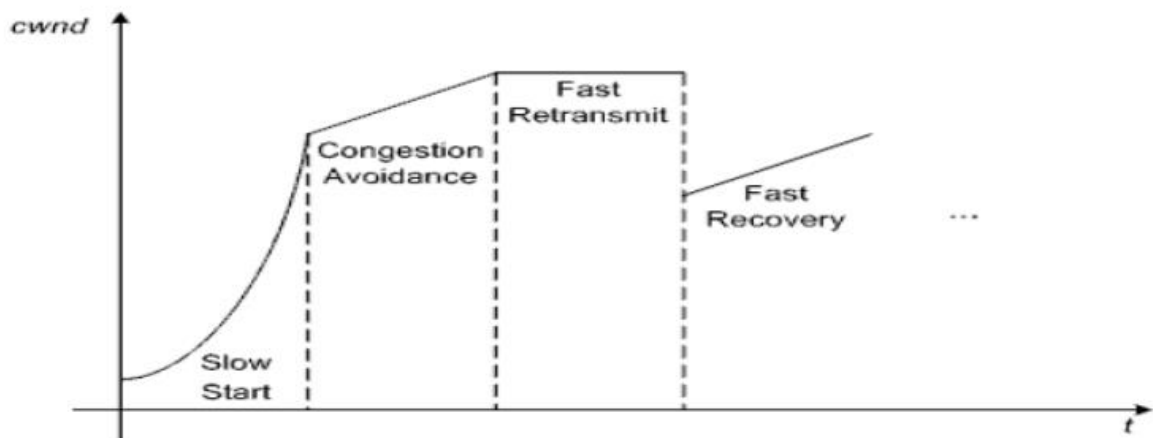 cwnd
Fast
Retransmit
Congestion
Avoidance
Fast
Recovery
...
Slow
Start
t